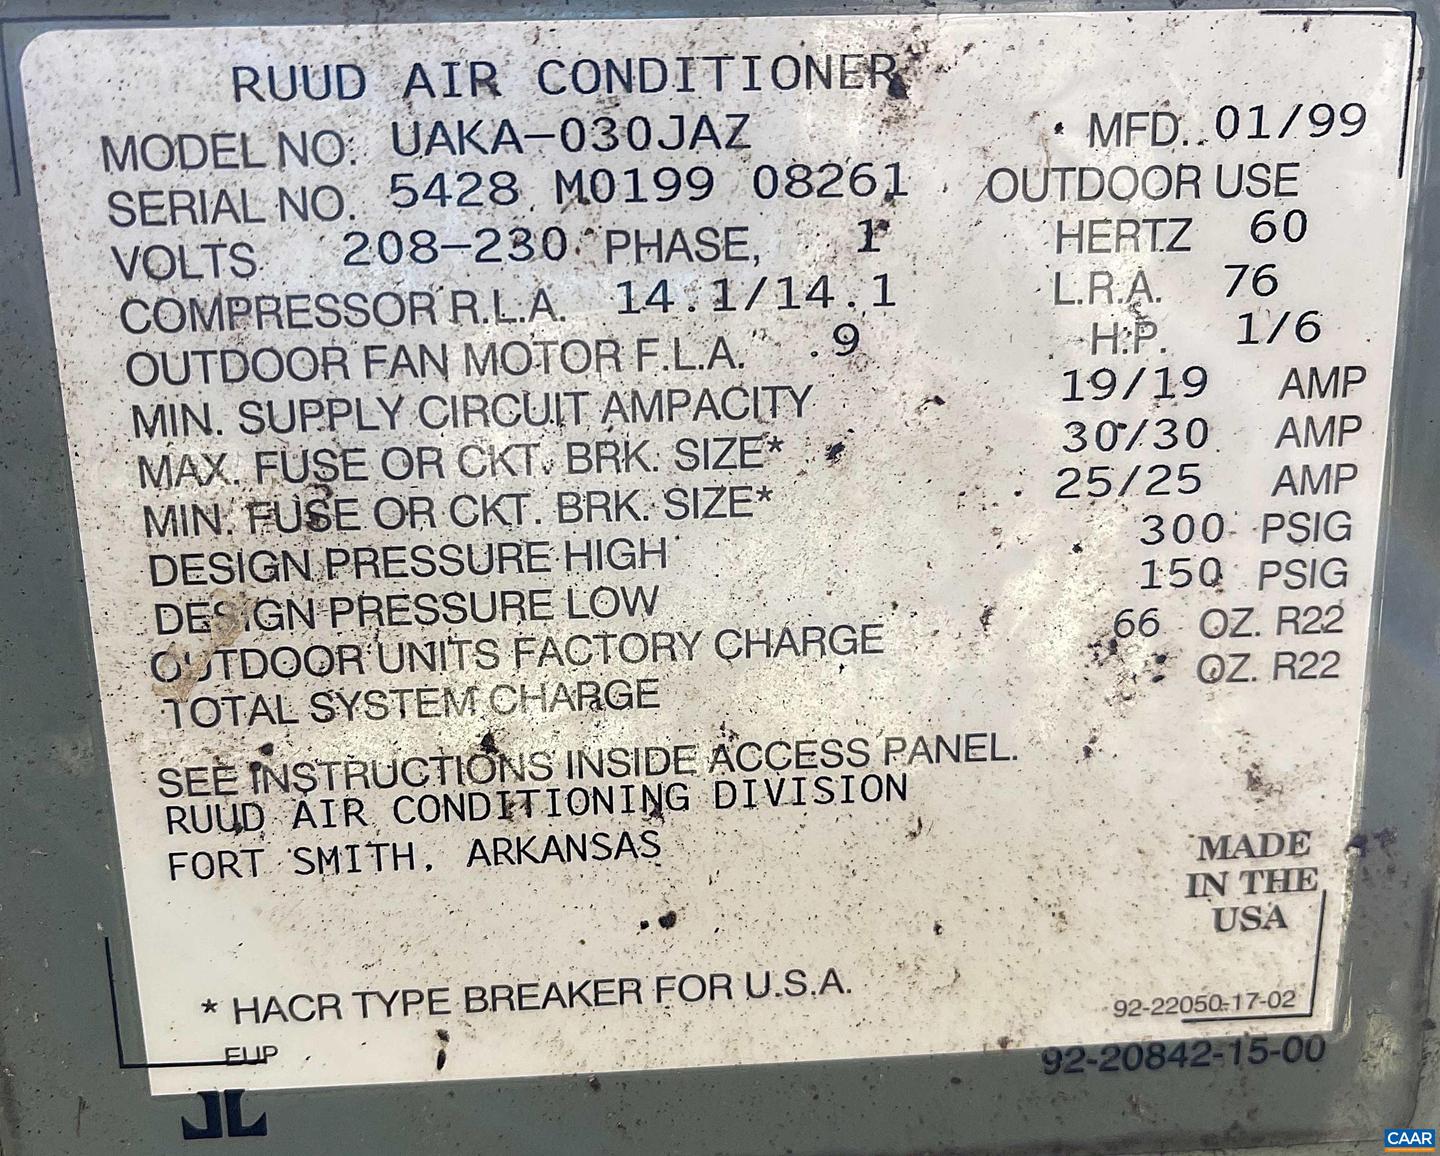 RUUD AIR CONDITIONER
MODEL NO. UAKA-030JAZ MFD. 01/99
SERIAL NO. 5428 M0199 08261 OUTDOOR USE
VOLTS 208-230 PHASE, 1 HERTZ 60
COMPRESSOR R.L.A. 14.1/14.1 L.R.A. 76
OUTDOOR FAN MOTOR F.L.A. .9 H.P. 1/6
MIN. SUPPLY CIRCUIT AMPACITY 19/19 AMP
MAX. FUSE OR CKT. BRK. SIZE* 30/30 AMP
MIN. FUSE OR CKT. BRK. SIZE* 25/25 AMP
DESIGN PRESSURE HIGH 300 PSIG
DESIGN PRESSURE LOW 150 PSIG
OUTDOOR UNITS FACTORY CHARGE 66 OZ. R22
TOTAL SYSTEM CHARGE OZ. R22
SEE INSTRUCTIONS INSIDE ACCESS PANEL.
RUUD AIR CONDITIONING DIVISION
FORT SMITH, ARKANSAS
MADE
IN THE
USA
* HACR TYPE BREAKER FOR U.S.A.
92-22050-17-02
92-20842-15-00
CAAR